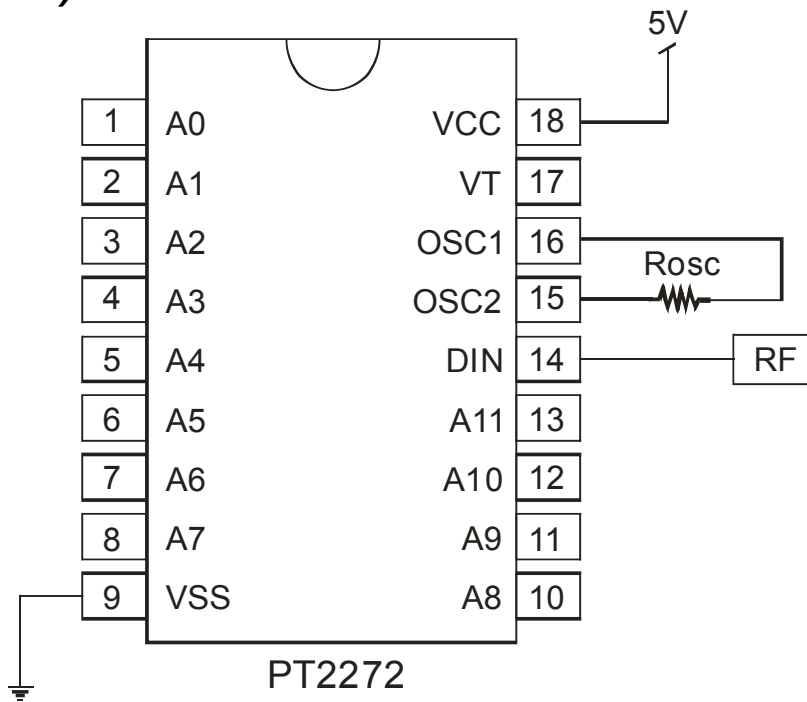 )
5V
1 A0 VCC 18
2 A1 VT 17
3 A2 OSC1 16
Rosc
4 A3 OSC2 15
5 A4 DIN 14 RF
6 A5 A11 13
7 A6 A10 12
8 A7 A9 11
9 VSS A8 10
PT2272